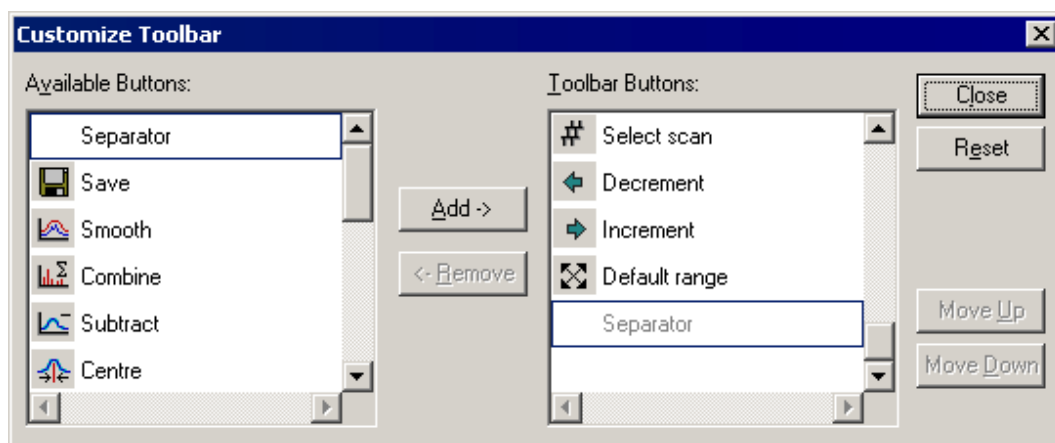 Customize Toolbar
Available Buttons:
Separator
Save
Smooth
Combine
Subtract
Centre
Add ->
<- Remove
Toolbar Buttons:
Select scan
Decrement
Increment
Default range
Separator
Close
Reset
Move Up
Move Down